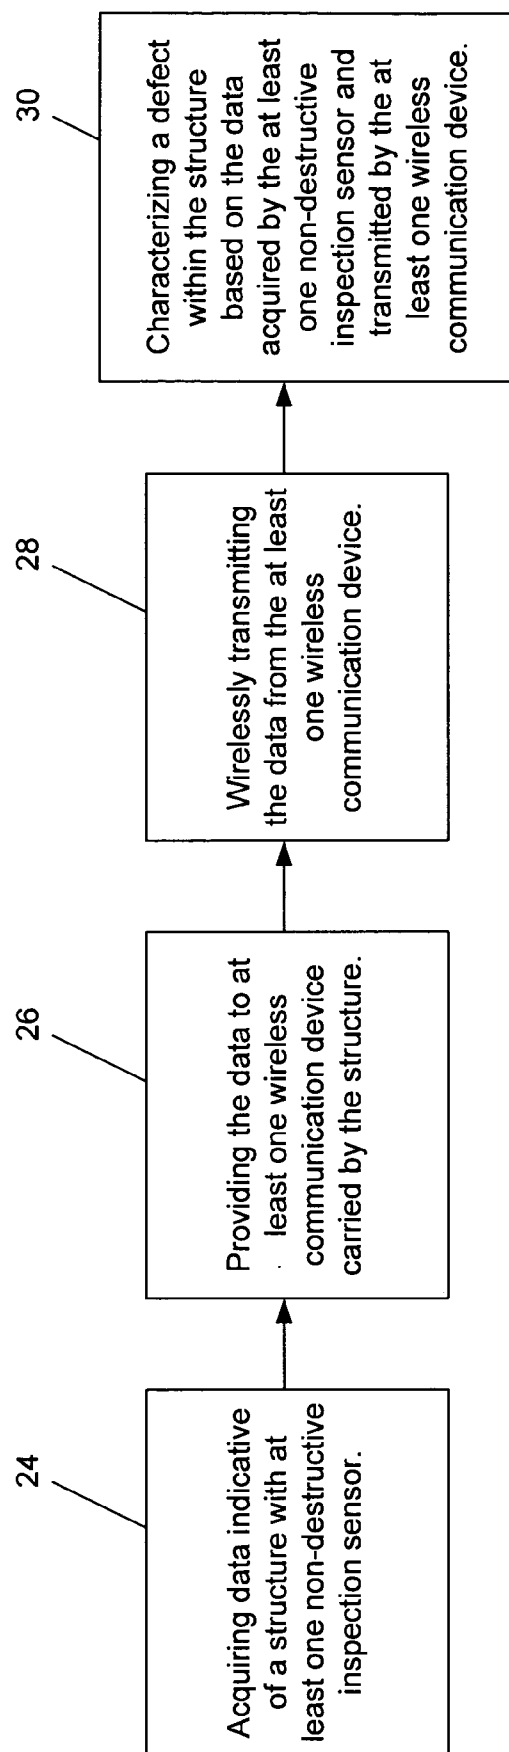 24
Acquiring data indicative
of a structure with at
least one non-destructive
inspection sensor.
26
Providing the data to at
least one wireless
communication device
carried by the structure.
28
Wirelessly transmitting
the data from the at least
one wireless
communication device.
30
Characterizing a defect
within the structure
based on the data
acquired by the at least
one non-destructive
inspection sensor and
transmitted by the at
least one wireless
communication device.